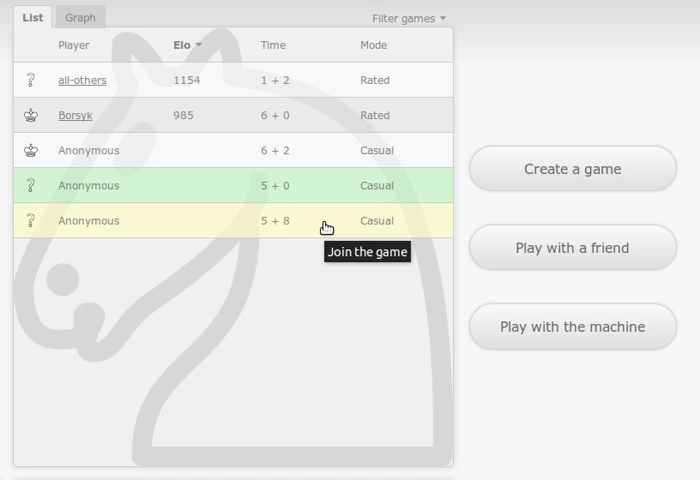 List Graph Filter games
Player Elo Time Mode
all-others 1154 1 + 2 Rated
Borsyk 985 6 + 0 Rated
Anonymous 6 + 2 Casual
Anonymous 5 + 0 Casual
Anonymous 5 + 8 Casual
Join the game
Create a game
Play with a friend
Play with the machine